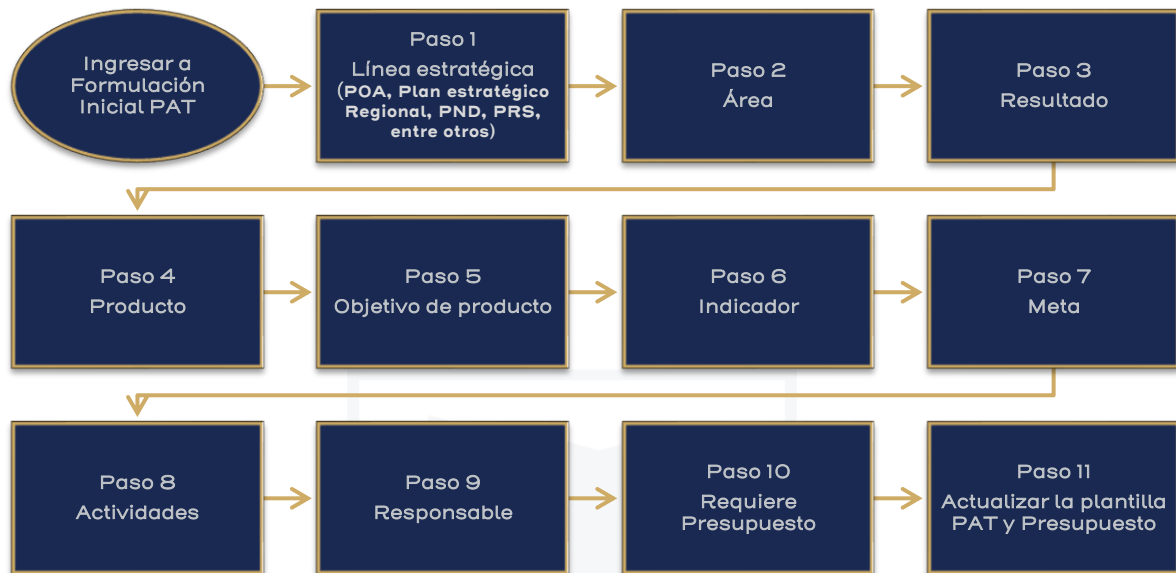 Ingresar a
Formulación
Inicial PAT
Paso 1
Línea estratégica
(POA, Plan estratégico
Regional, PND, PRS,
entre otros)
Paso 2
Área
Paso 3
Resultado
Paso 4
Producto
Paso 5
Objetivo de producto
Paso 6
Indicador
Paso 7
Meta
Paso 8
Actividades
Paso 9
Responsable
Paso 10
Requiere
Presupuesto
Paso 11
Actualizar la plantilla
PAT y Presupuesto